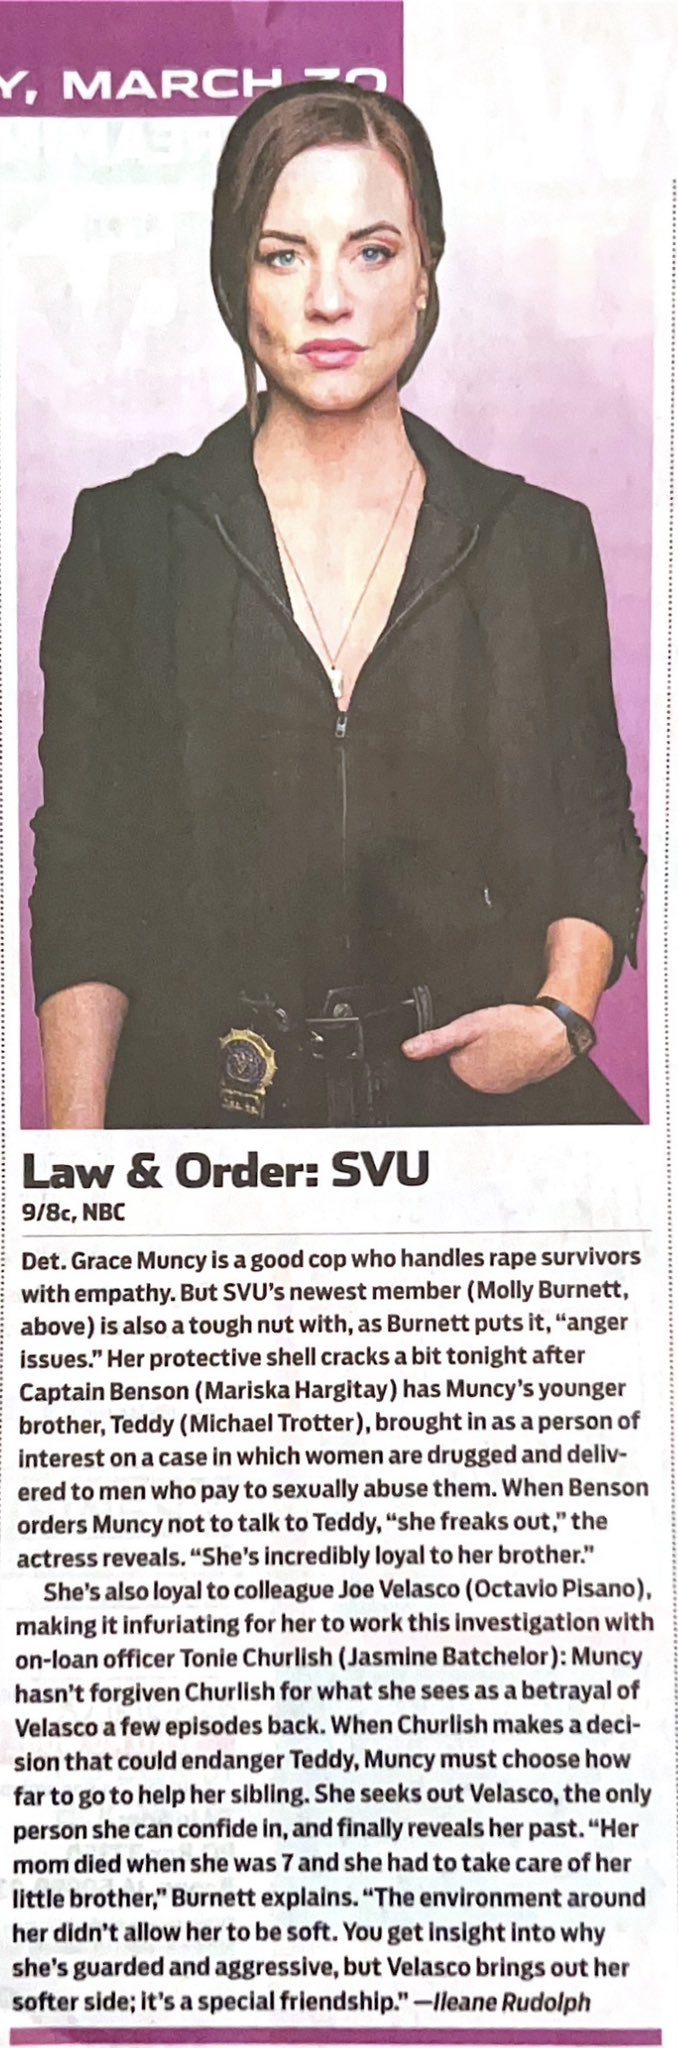 Y, MARCH 30
Law & Order: SVU
9/8c, NBC
Det. Grace Muncy is a good cop who handles rape survivors
with empathy. But SVU's newest member (Molly Burnett,
above) is also a tough nut with, as Burnett puts it, “anger
issues.” Her protective shell cracks a bit tonight after
Captain Benson (Mariska Hargitay) has Muncy's younger
brother, Teddy (Michael Trotter), brought in as a person of
interest on a case in which women are drugged and deliv-
ered to men who pay to sexually abuse them. When Benson
orders Muncy not to talk to Teddy, “she freaks out,” the
actress reveals. “She's incredibly loyal to her brother.”
She's also loyal to colleague Joe Velasco (Octavio Pisano),
making it infuriating for her to work this investigation with
on-loan officer Tonie Churlish (Jasmine Batchelor): Muncy
hasn't forgiven Churlish for what she sees as a betrayal of
Velasco a few episodes back. When Churlish makes a deci-
sion that could endanger Teddy, Muncy must choose how
far to go to help her sibling. She seeks out Velasco, the only
person she can confide in, and finally reveals her past. “Her
mom died when she was 7 and she had to take care of her
little brother,” Burnett explains. “The environment around
her didn't allow her to be soft. You get insight into why
she's guarded and aggressive, but Velasco brings out her
softer side; it's a special friendship.” —Ileane Rudolph